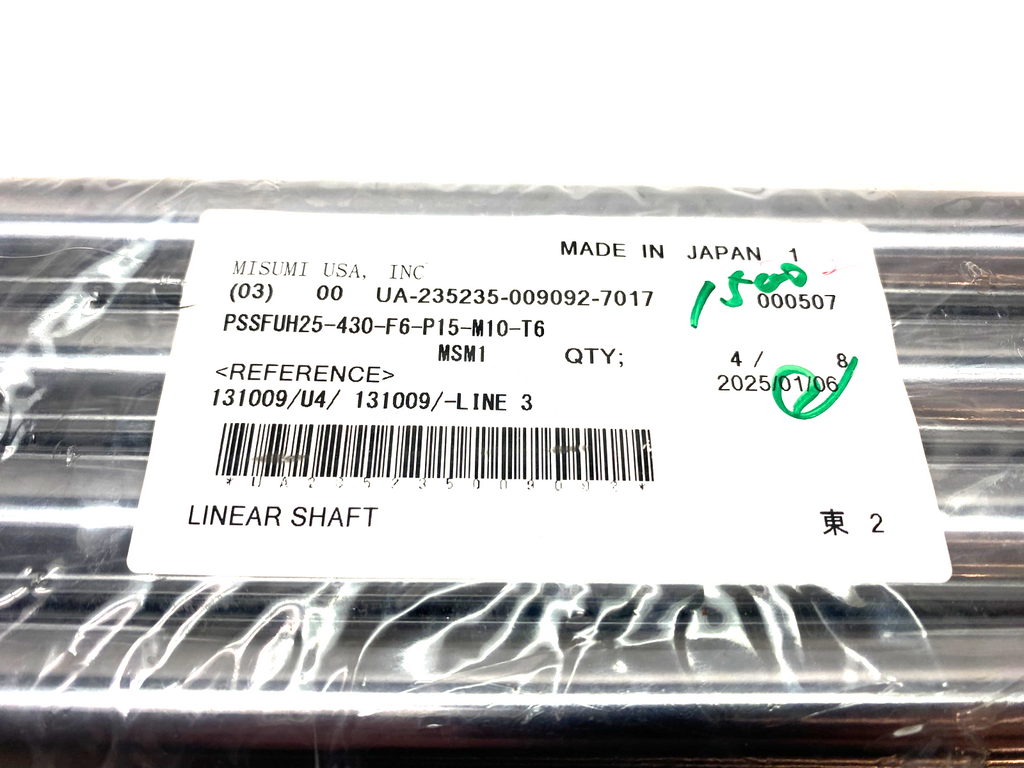 MADE IN JAPAN 1
MISUMI USA, INC
1500
(03) 00 UA-235235-009092-7017 000507
PSSFUH25-430-F6-P15-M10-T6
MSM1 QTY; 4 / 8
<REFERENCE> 2025/01/06
131009/U4/ 131009/-LINE 3
*UA235235009092*
LINEAR SHAFT 東 2